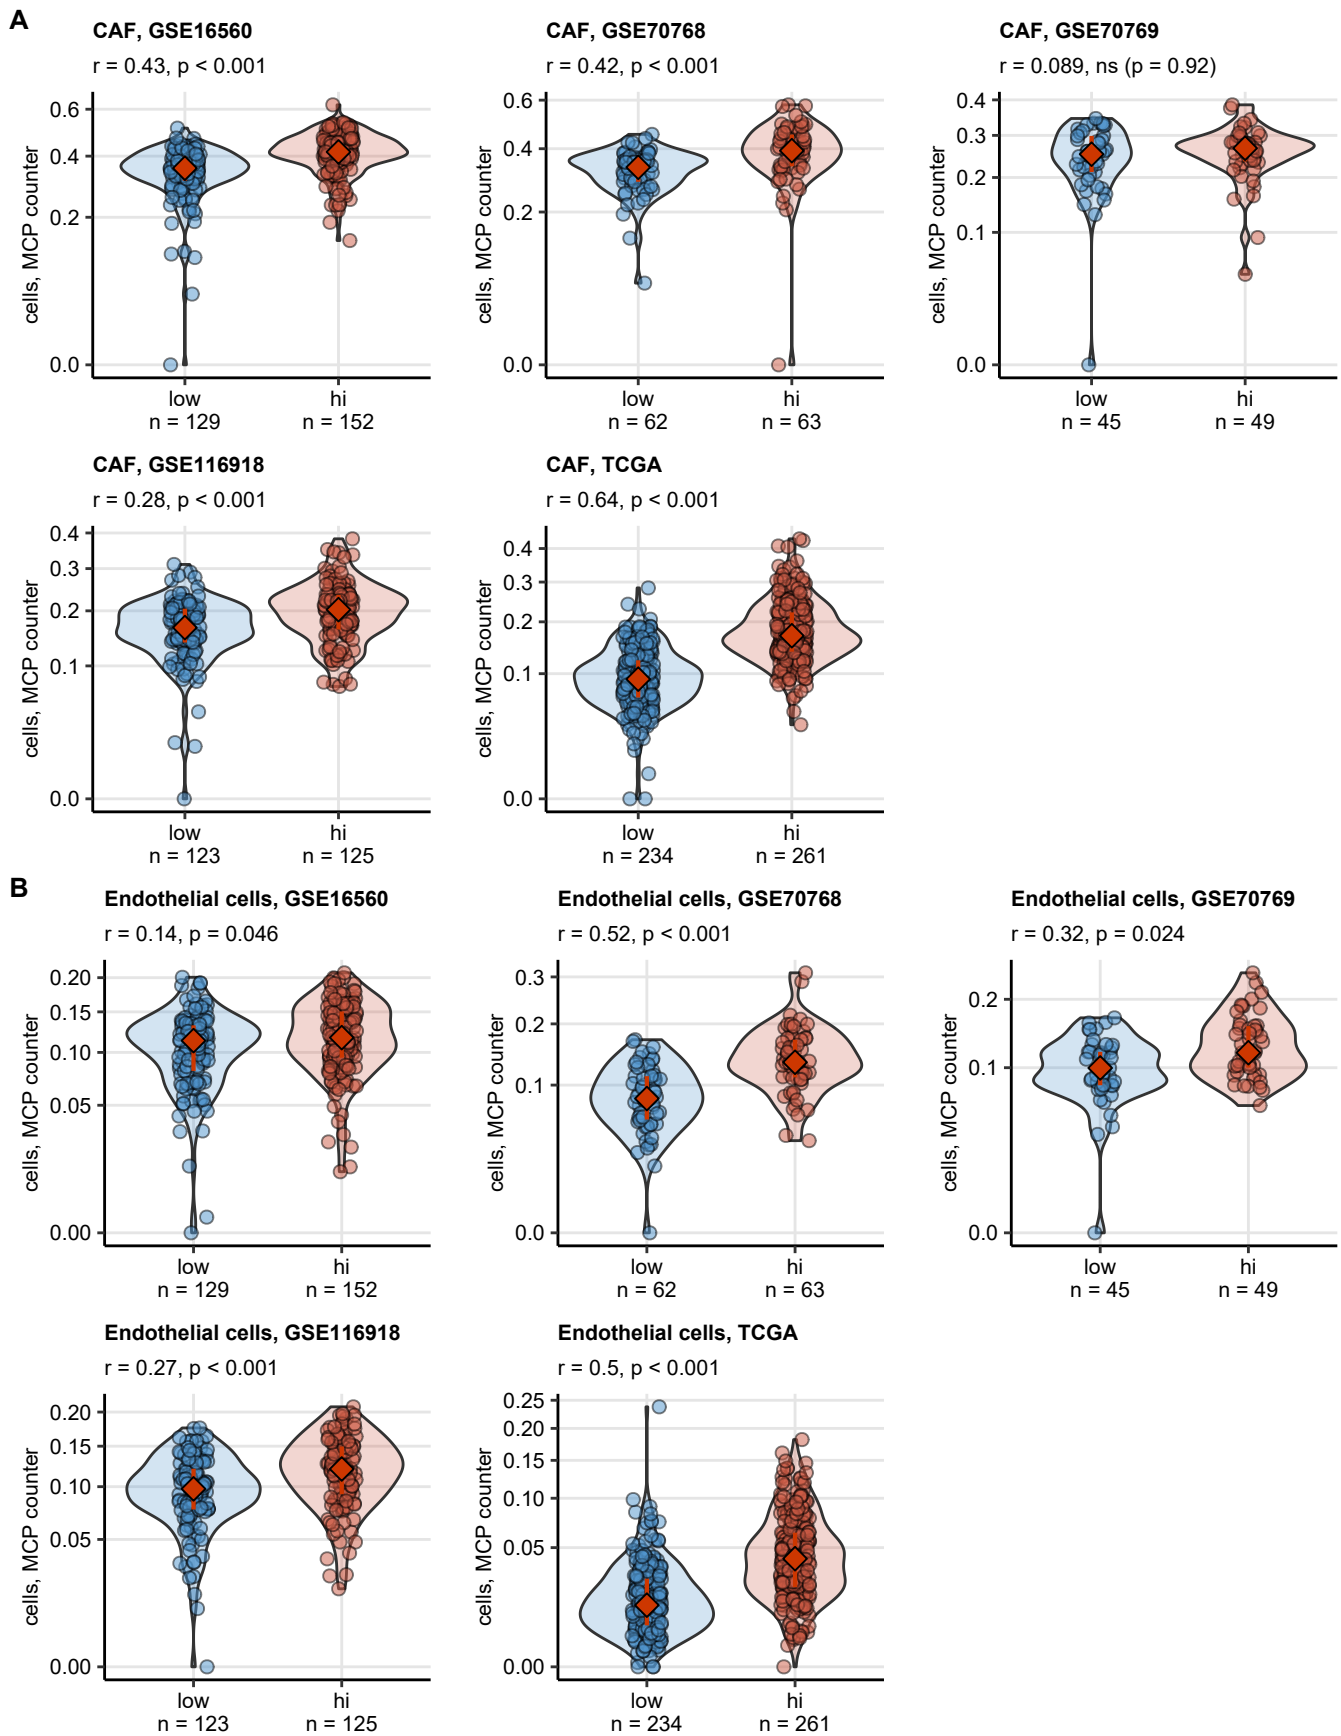 A
CAF, GSE16560
r = 0.43, p < 0.001
cells, MCP counter
0.6
0.4
0.2
0.0
low
n = 129
hi
n = 152
CAF, GSE70768
r = 0.42, p < 0.001
cells, MCP counter
0.6
0.4
0.2
0.0
low
n = 62
hi
n = 63
CAF, GSE70769
r = 0.089, ns (p = 0.92)
cells, MCP counter
0.4
0.3
0.2
0.1
0.0
low
n = 45
hi
n = 49
CAF, GSE116918
r = 0.28, p < 0.001
cells, MCP counter
0.4
0.3
0.2
0.1
0.0
low
n = 123
hi
n = 125
CAF, TCGA
r = 0.64, p < 0.001
cells, MCP counter
0.4
0.3
0.2
0.1
0.0
low
n = 234
hi
n = 261
B
Endothelial cells, GSE16560
r = 0.14, p = 0.046
cells, MCP counter
0.20
0.15
0.10
0.05
0.00
low
n = 129
hi
n = 152
Endothelial cells, GSE70768
r = 0.52, p < 0.001
cells, MCP counter
0.3
0.2
0.1
0.0
low
n = 62
hi
n = 63
Endothelial cells, GSE70769
r = 0.32, p = 0.024
cells, MCP counter
0.2
0.1
0.0
low
n = 45
hi
n = 49
Endothelial cells, GSE116918
r = 0.27, p < 0.001
cells, MCP counter
0.20
0.15
0.10
0.05
0.00
low
n = 123
hi
n = 125
Endothelial cells, TCGA
r = 0.5, p < 0.001
cells, MCP counter
0.25
0.20
0.15
0.10
0.05
0.00
low
n = 234
hi
n = 261